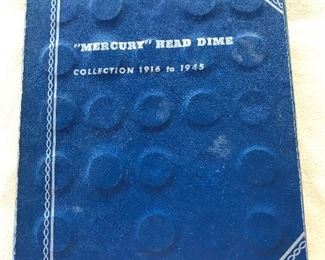 "MERCURY" HEAD DIME
COLLECTION 1916 to 1945